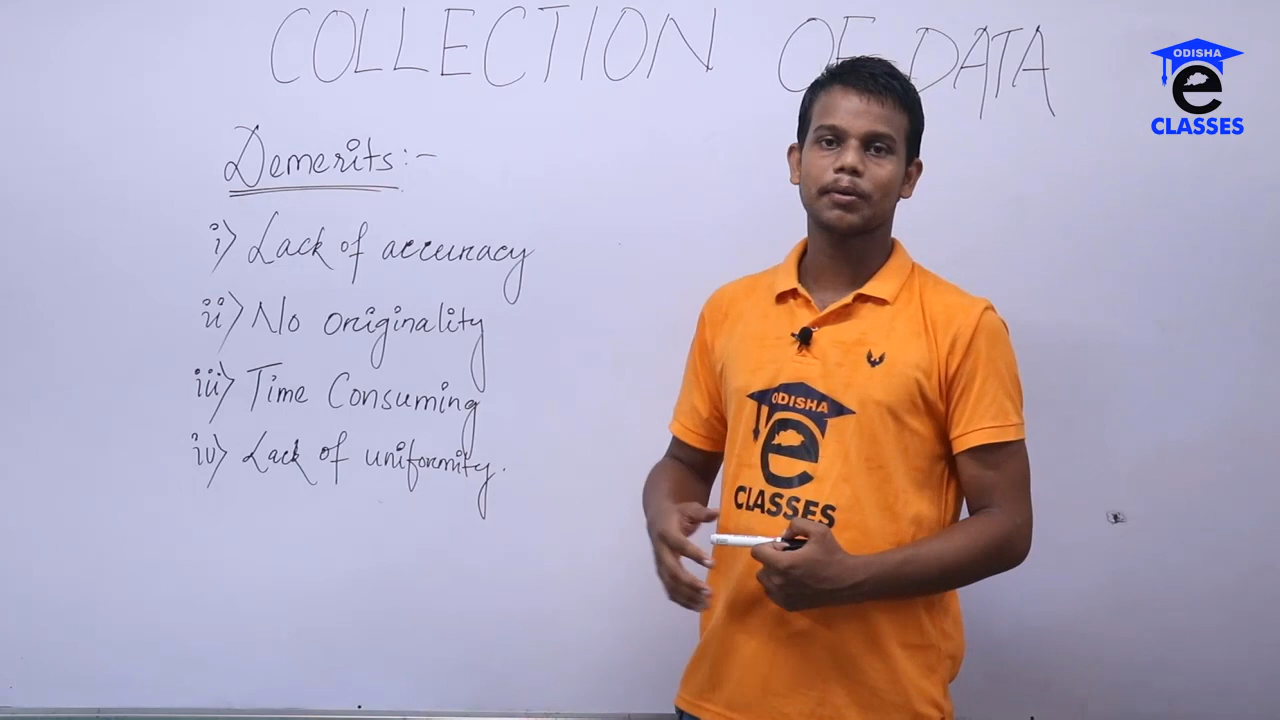 COLLECTION OF DATA
ODISHA
e
CLASSES
Demerits:-
i) Lack of accuracy
ii) No originality
iii) Time Consuming
iv) Lack of uniformity.
ODISHA
e
CLASSES